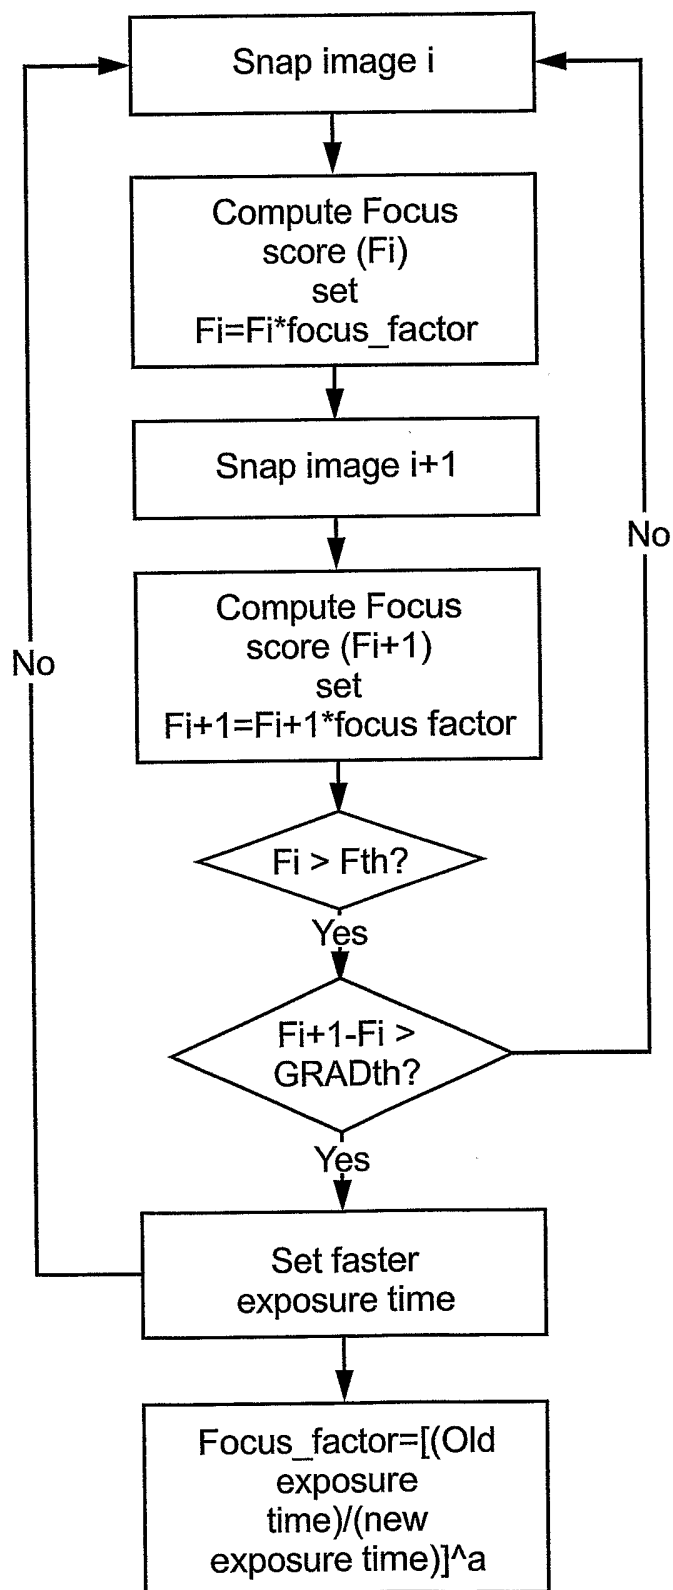 Snap image i
Compute Focus
score (Fi)
set
Fi=Fi*focus_factor
Snap image i+1
No
Compute Focus
score (Fi+1)
set
Fi+1=Fi+1*focus factor
No
Fi > Fth?
Yes
Fi+1-Fi >
GRADth?
Yes
Set faster
exposure time
Focus_factor=[(Old
exposure
time)/(new
exposure time)]^a